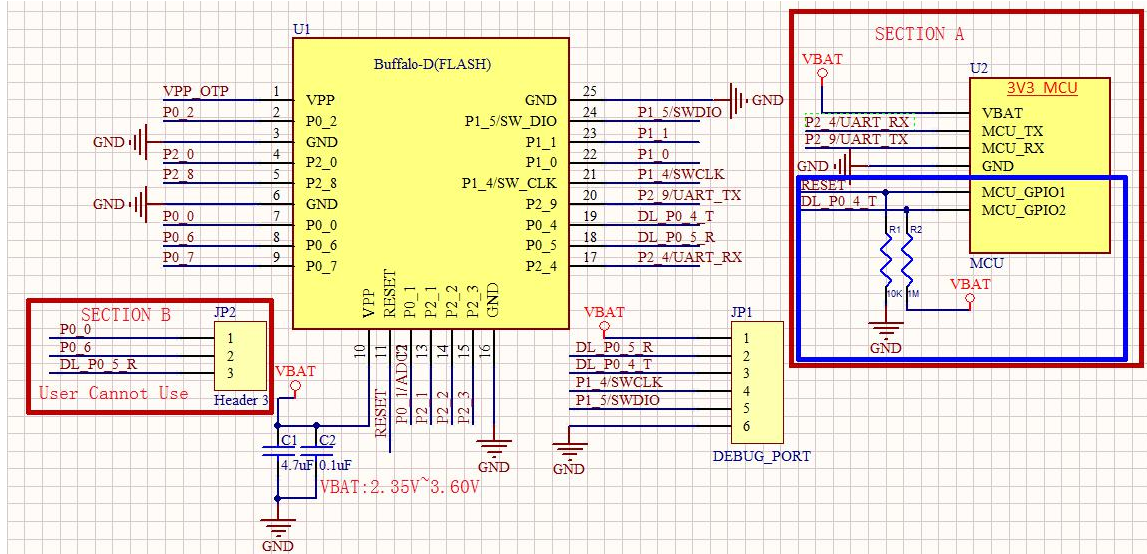 U1
Buffalo-D(FLASH)
VPP_OTP 1 VPP
P0_2 2 P0_2
GND 3 GND
P2_0 4 P2_0
P2_8 5 P2_8
GND 6 GND
P0_0 7 P0_0
P0_6 8 P0_6
P0_7 9 P0_7
GND 25 GND
P1_5/SW_DIO 24 P1_5/SWDIO
P1_1 23 P1_1
P1_0 22 P1_0
P1_4/SW_CLK 21 P1_4/SWCLK
P2_9 20 P2_9/UART_TX
P0_4 19 DL_P0_4_T
P0_5 18 DL_P0_5_R
P2_4 17 P2_4/UART_RX
VPP 10
RESET 11 RESET
P0_1 P0_1/ADC2
P2_1 13 P2_1
P2_2 14 P2_2
P2_3 15 P2_3
GND 16
GND
SECTION A
VBAT
U2
3V3 MCU
VBAT
P2_4/UART_RX MCU_TX
P2_9/UART_TX MCU_RX
GND GND
RESET MCU_GPIO1
DL_P0_4_T MCU_GPIO2
R1 R2
10K 1M
MCU
VBAT
GND
SECTION B
JP2
P0_0 1
P0_6 2
DL_P0_5_R 3
User Cannot Use
Header 3
VBAT
C1 C2
4.7uF 0.1uF
VBAT:2.35V~3.60V
GND
VBAT
JP1
1
DL_P0_5_R 2
DL_P0_4_T 3
P1_4/SWCLK 4
P1_5/SWDIO 5
6
GND
DEBUG_PORT